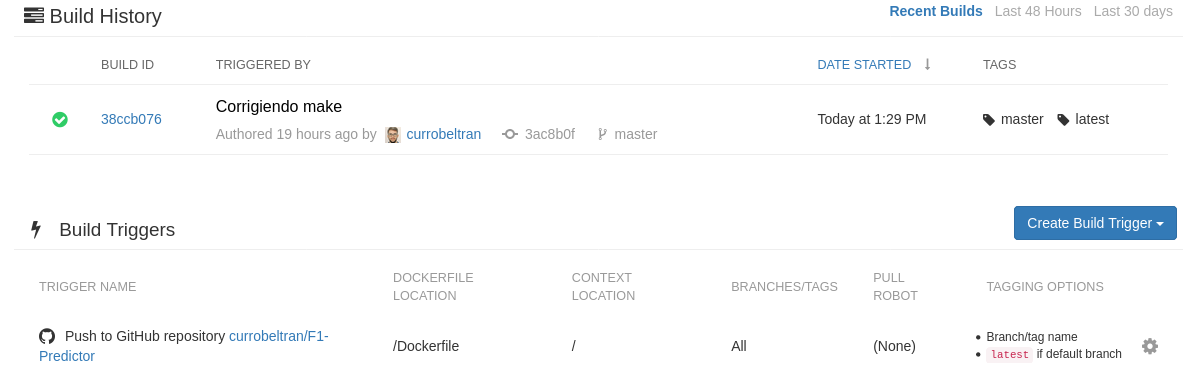 Build History
Recent Builds Last 48 Hours Last 30 days
BUILD ID TRIGGERED BY DATE STARTED ↓ TAGS
Corrigiendo make
38ccb076 Today at 1:29 PM master latest
Authored 19 hours ago by currobeltran 3ac8b0f master
Build Triggers
Create Build Trigger
TRIGGER NAME
DOCKERFILE
LOCATION
CONTEXT
LOCATION
BRANCHES/TAGS
PULL
ROBOT
TAGGING OPTIONS
Push to GitHub repository currobeltran/F1-
Predictor
/Dockerfile
/
All
(None)
• Branch/tag name
• latest if default branch